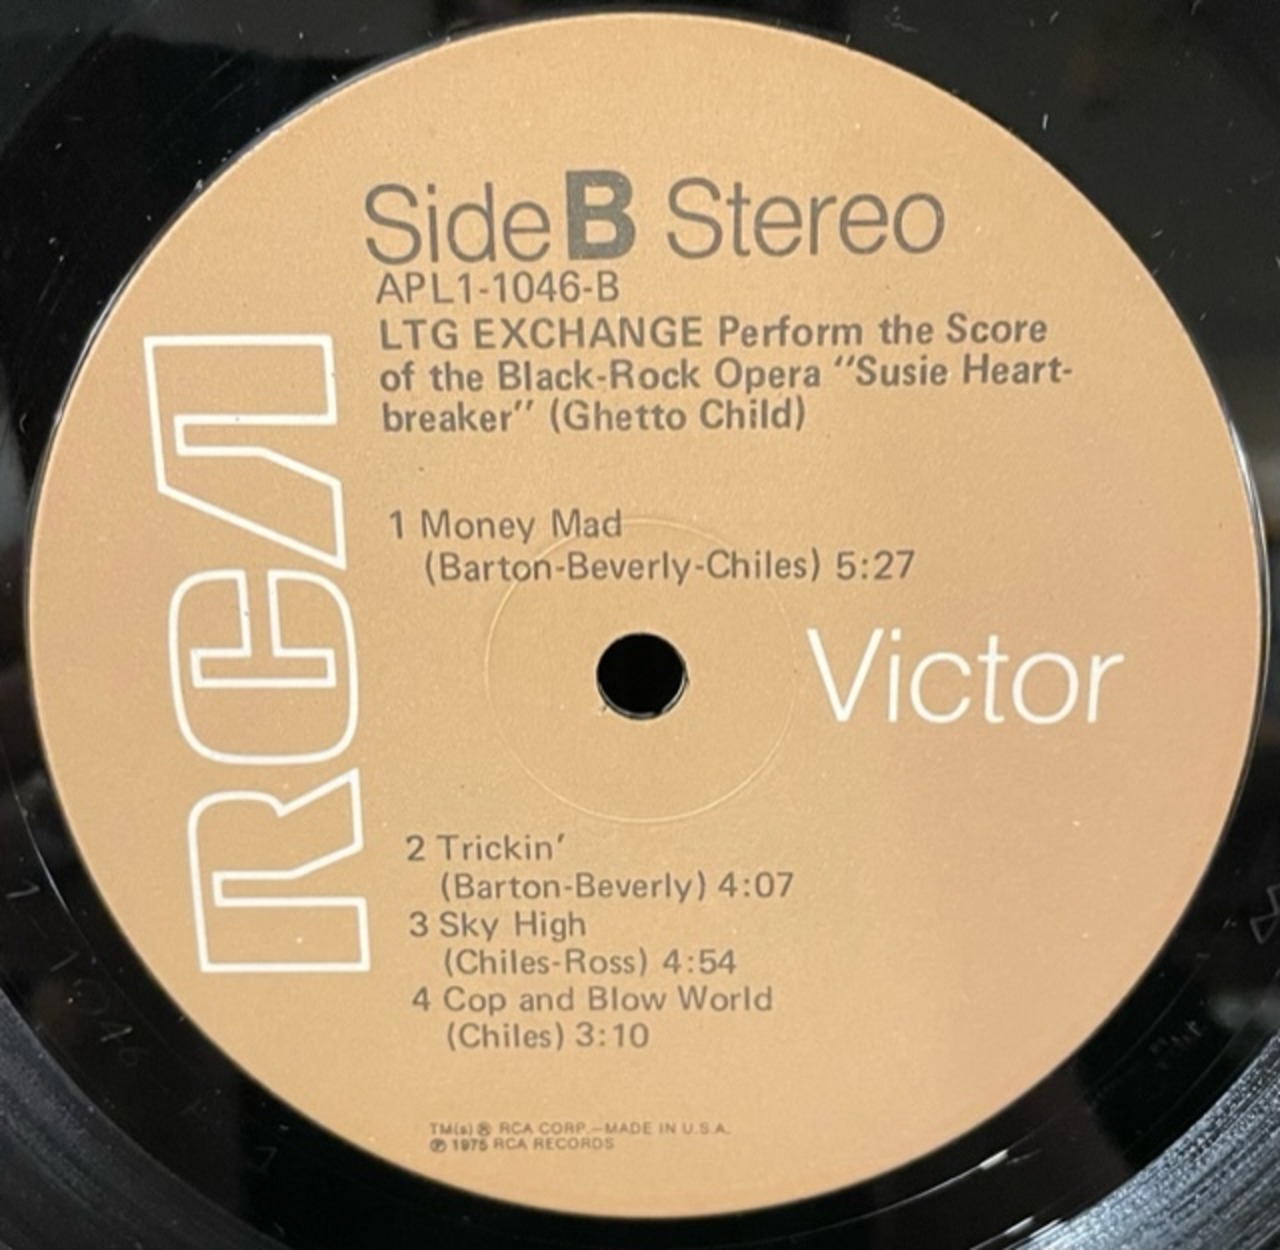 Side B Stereo
APL1-1046-B
LTG EXCHANGE Perform the Score
of the Black-Rock Opera "Susie Heart-
breaker" (Ghetto Child)
1 Money Mad
(Barton-Beverly-Chiles) 5:27
RCA
Victor
2 Trickin'
(Barton-Beverly) 4:07
3 Sky High
(Chiles-Ross) 4:54
4 Cop and Blow World
(Chiles) 3:10
TM(s) ® RCA CORP.—MADE IN U.S.A.
℗ 1975 RCA RECORDS